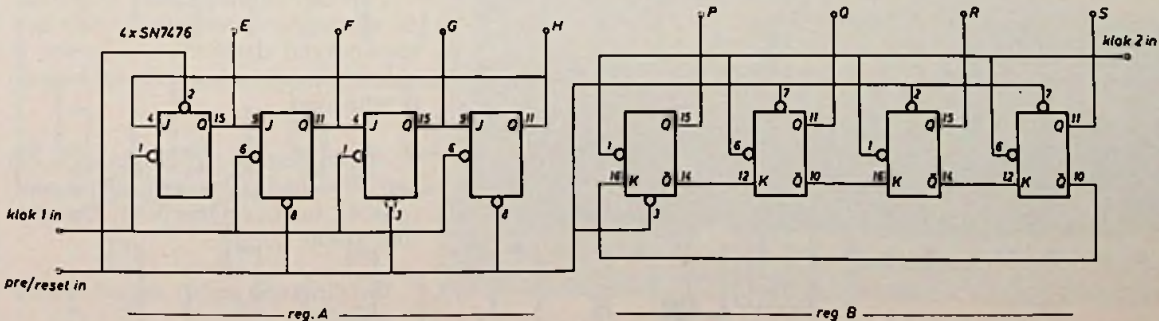 4 x SN7476
E
F
G
H
P
Q
R
S
klok 2 in
2
7
2
7
4
J
Q
15
9
J
Q
11
4
J
Q
15
9
J
Q
11
Q
15
Q
11
Q
15
Q
11
1
6
1
6
1
6
1
6
16
K
Q̄
14
12
K
Q̄
10
16
K
Q̄
14
12
K
Q̄
10
8
3
8
3
klok 1 in
pre/reset in
reg. A
reg B